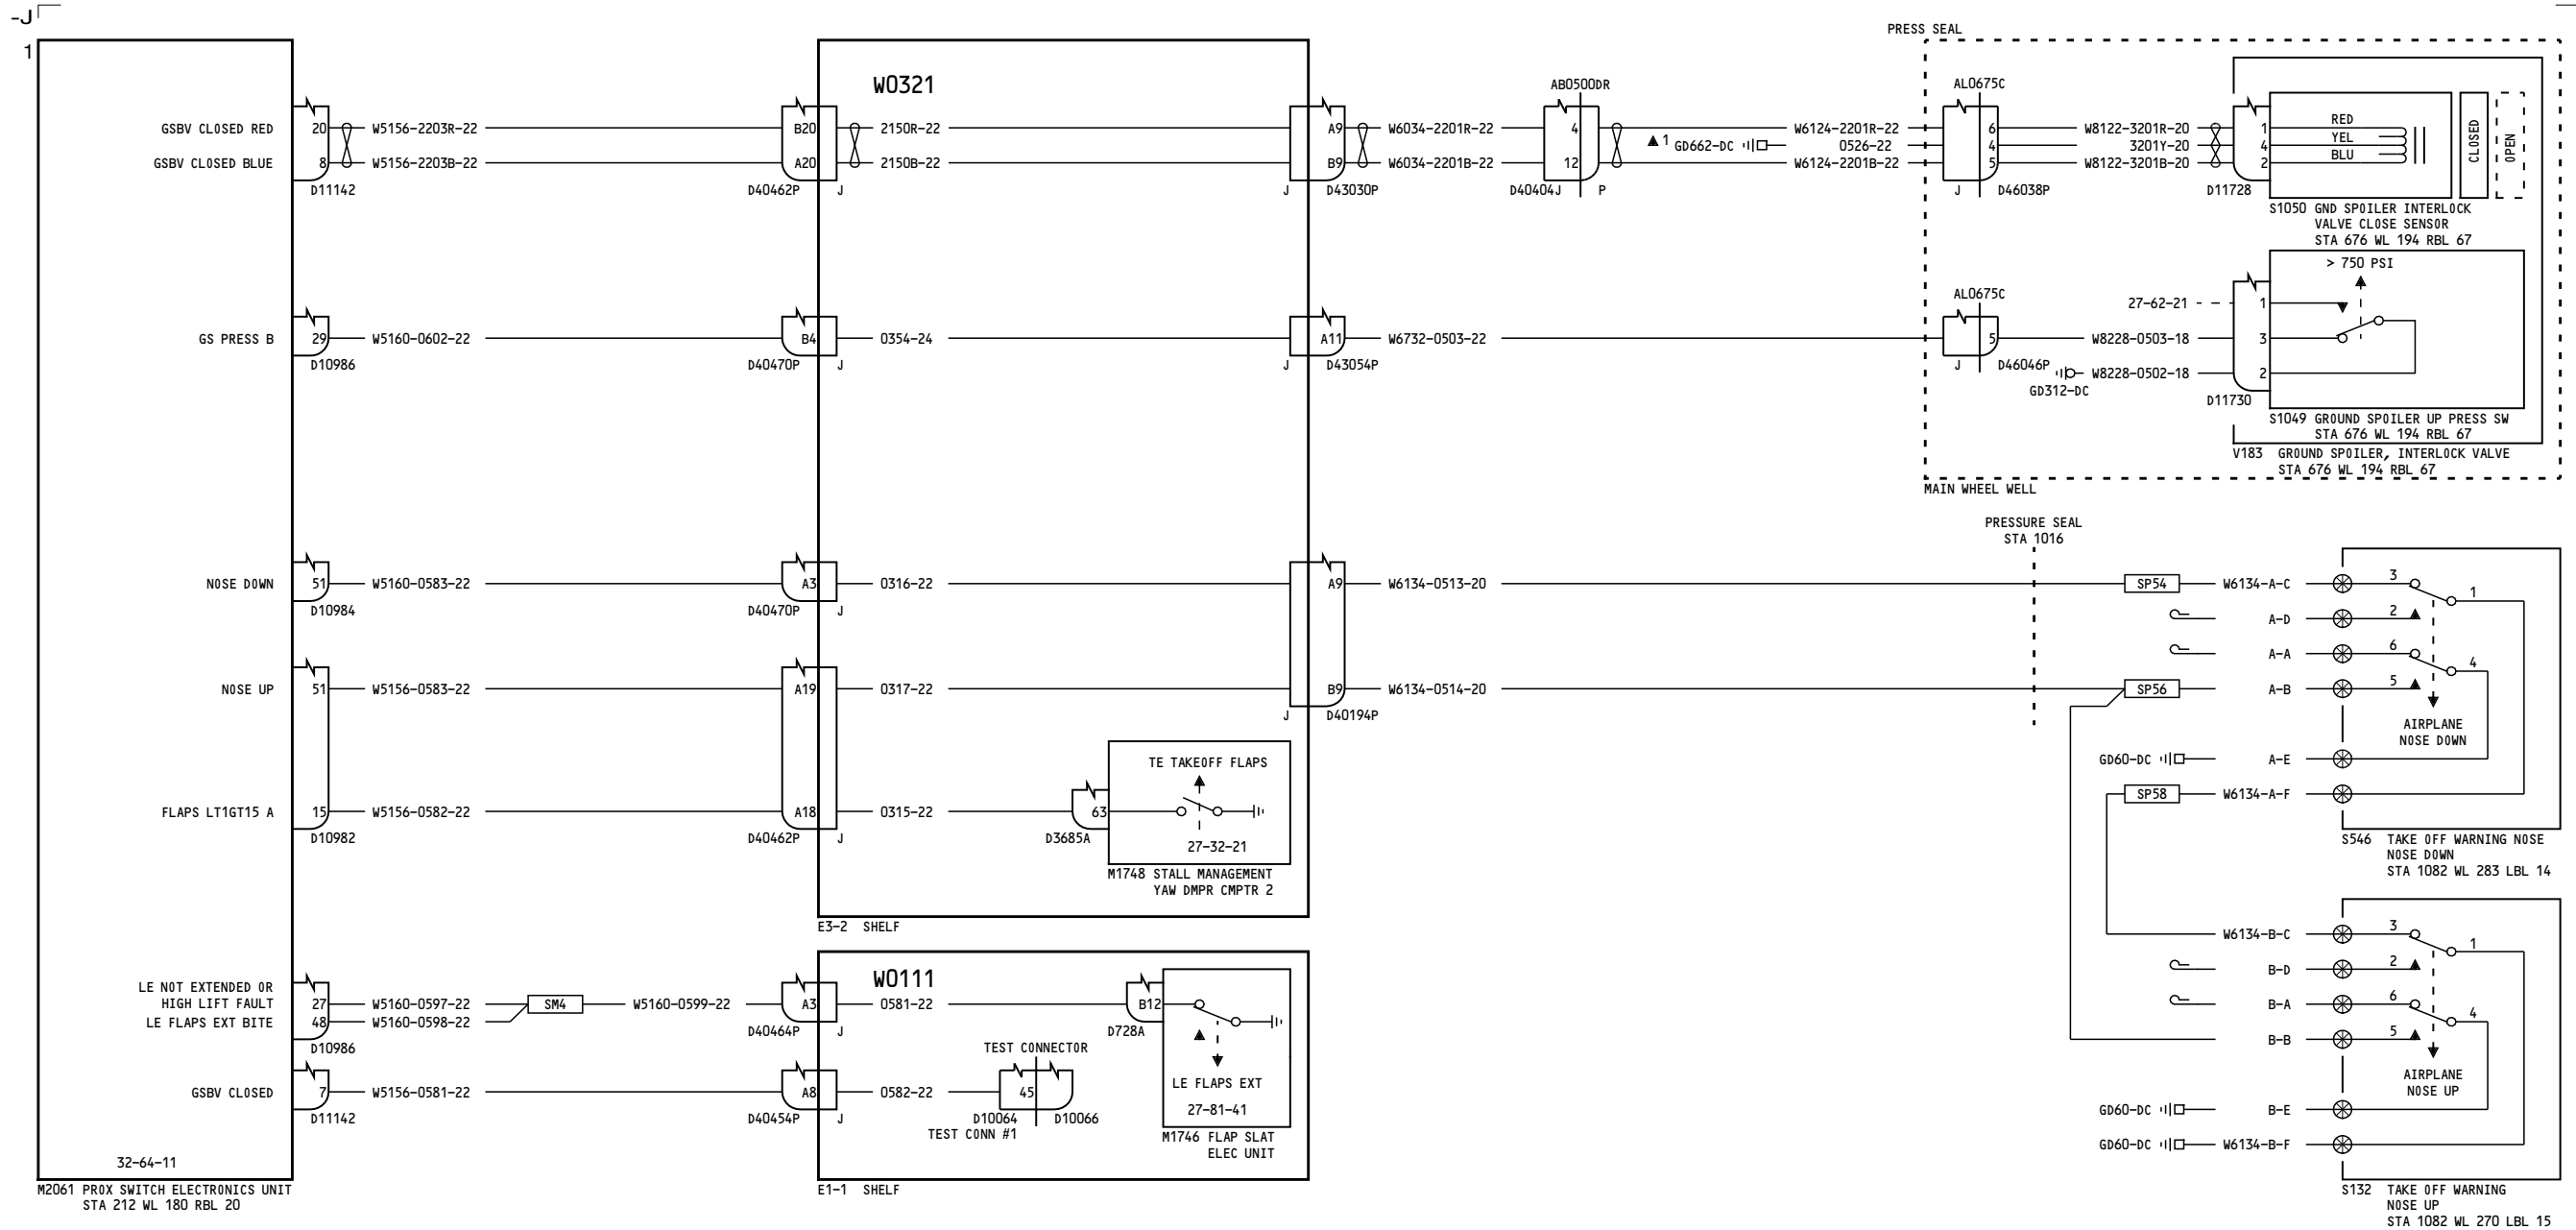 -J
1
GSBV CLOSED RED
GSBV CLOSED BLUE
20
8
D11142
W5156-2203R-22
W5156-2203B-22
GS PRESS B
29
D10986
W5160-0602-22
NOSE DOWN
51
D10984
W5160-0583-22
NOSE UP
51
W5156-0583-22
FLAPS LT1GT15 A
15
D10982
W5156-0582-22
LE NOT EXTENDED OR
HIGH LIFT FAULT
LE FLAPS EXT BITE
27
48
D10986
W5160-0597-22
W5160-0598-22
SM4
W5160-0599-22
GSBV CLOSED
7
D11142
W5156-0581-22
32-64-11
M2061 PROX SWITCH ELECTRONICS UNIT
STA 212 WL 180 RBL 20
W0321
B20
A20
D40462P
J
2150R-22
2150B-22
J
A9
B9
D43030P
B4
D40470P
J
0354-24
J
A11
D43054P
A3
D40470P
J
0316-22
A9
A19
0317-22
J
B9
D40194P
A18
D40462P
J
0315-22
63
D3685A
TE TAKEOFF FLAPS
27-32-21
M1748 STALL MANAGEMENT
YAW DMPR CMPTR 2
E3-2 SHELF
W0111
A3
D40464P
J
0581-22
B12
D728A
LE FLAPS EXT
27-81-41
M1746 FLAP SLAT
ELEC UNIT
A8
D40454P
J
0582-22
TEST CONNECTOR
45
D10064
D10066
TEST CONN #1
E1-1 SHELF
W6034-2201R-22
W6034-2201B-22
AB0500DR
4
12
D40404J
P
▲ 1 GD662-DC
W6124-2201R-22
0526-22
W6124-2201B-22
PRESS SEAL
AL0675C
6
4
5
J
D46038P
W8122-3201R-20
3201Y-20
W8122-3201B-20
1
4
2
D11728
RED
YEL
BLU
CLOSED
OPEN
S1050 GND SPOILER INTERLOCK
VALVE CLOSE SENSOR
STA 676 WL 194 RBL 67
W6732-0503-22
AL0675C
5
J
D46046P
27-62-21
W8228-0503-18
W8228-0502-18
GD312-DC
1
3
2
D11730
> 750 PSI
S1049 GROUND SPOILER UP PRESS SW
STA 676 WL 194 RBL 67
V183 GROUND SPOILER, INTERLOCK VALVE
STA 676 WL 194 RBL 67
MAIN WHEEL WELL
PRESSURE SEAL
STA 1016
W6134-0513-20
W6134-0514-20
SP54
W6134-A-C
3
1
A-D
2
A-A
6
4
SP56
A-B
5
AIRPLANE
NOSE DOWN
GD60-DC
A-E
SP58
W6134-A-F
S546 TAKE OFF WARNING NOSE
NOSE DOWN
STA 1082 WL 283 LBL 14
W6134-B-C
3
1
B-D
2
B-A
6
4
B-B
5
AIRPLANE
NOSE UP
GD60-DC
B-E
GD60-DC
W6134-B-F
S132 TAKE OFF WARNING
NOSE UP
STA 1082 WL 270 LBL 15